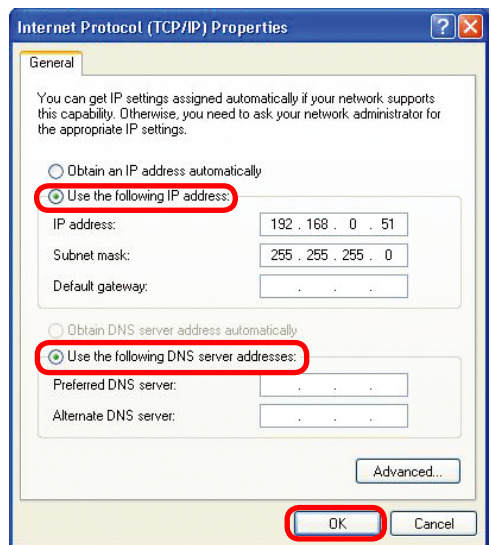 Internet Protocol (TCP/IP) Properties
General
You can get IP settings assigned automatically if your network supports
this capability. Otherwise, you need to ask your network administrator for
the appropriate IP settings.
Obtain an IP address automatically
Use the following IP address:
IP address: 192 . 168 . 0 . 51
Subnet mask: 255 . 255 . 255 . 0
Default gateway: . . .
Obtain DNS server address automatically
Use the following DNS server addresses:
Preferred DNS server: . . .
Alternate DNS server: . . .
Advanced...
OK Cancel